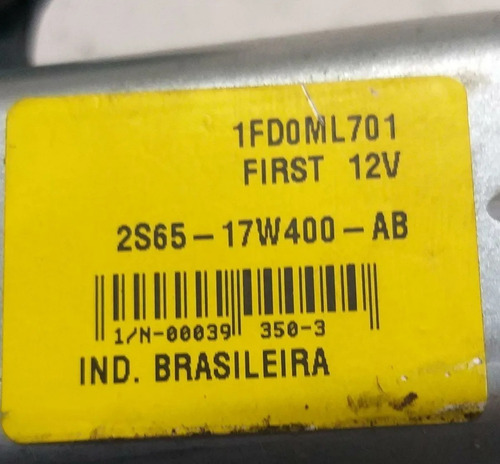 1FD0ML701
FIRST 12V
2S65-17W400-AB
1/N-00039 350-3
IND. BRASILEIRA